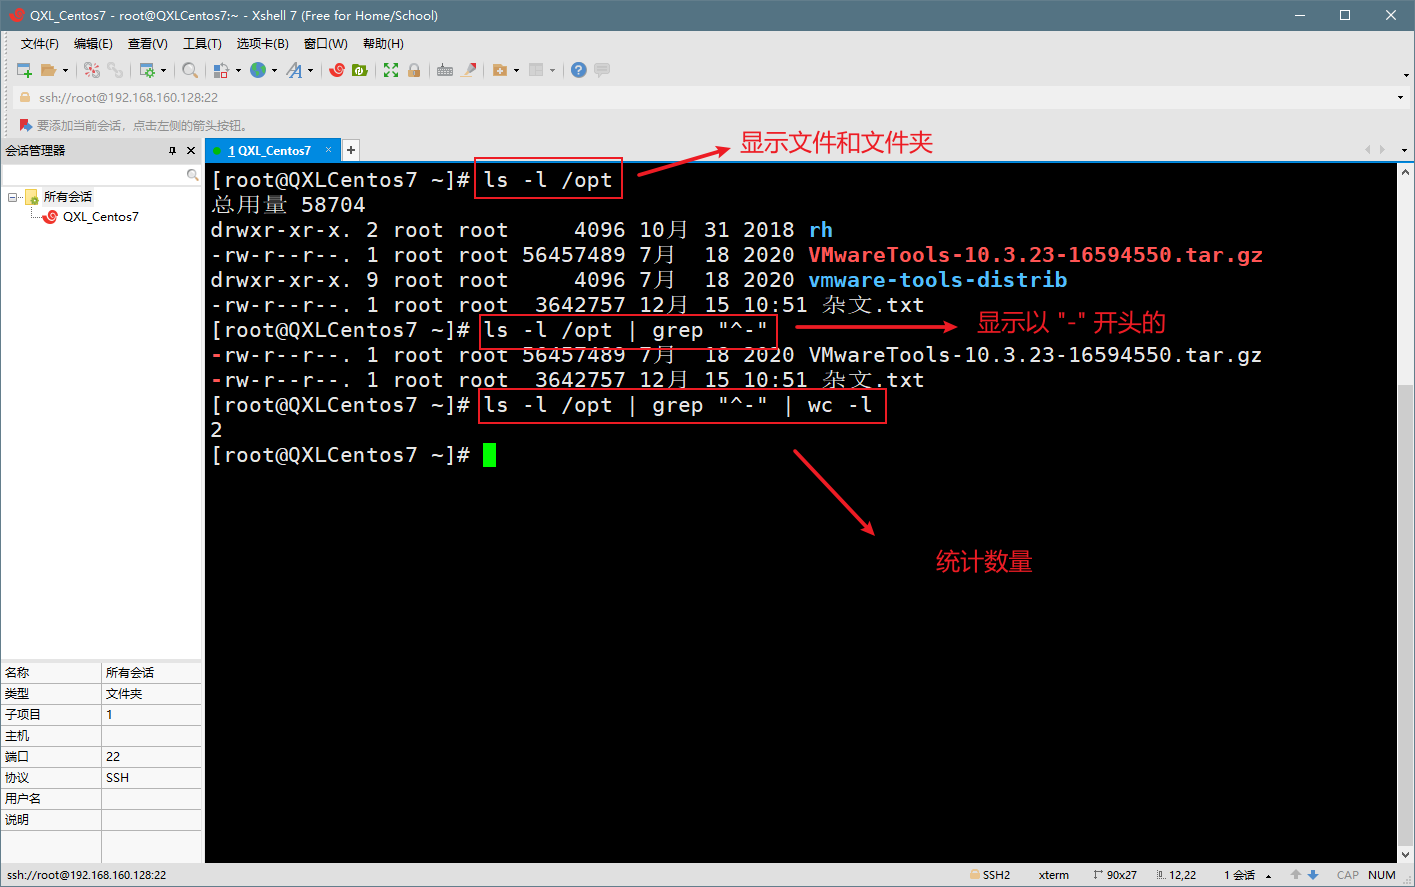 QXL_Centos7 - root@QXLCentos7:~ - Xshell 7 (Free for Home/School)
文件(F) 编辑(E) 查看(V) 工具(T) 选项卡(B) 窗口(W) 帮助(H)
ssh://root@192.168.160.128:22
要添加当前会话，点击左侧的箭头按钮。
会话管理器
所有会话
QXL_Centos7
名称 所有会话
类型 文件夹
子项目 1
主机
端口 22
协议 SSH
用户名
说明
1 QXL_Centos7 × +
[root@QXLCentos7 ~]# ls -l /opt
显示文件和文件夹
总用量 58704
drwxr-xr-x. 2 root root     4096 10月 31 2018 rh
-rw-r--r--. 1 root root 56457489 7月  18 2020 VMwareTools-10.3.23-16594550.tar.gz
drwxr-xr-x. 9 root root     4096 7月  18 2020 vmware-tools-distrib
-rw-r--r--. 1 root root  3642757 12月 15 10:51 杂文.txt
[root@QXLCentos7 ~]# ls -l /opt | grep "^-"
显示以 "-" 开头的
-rw-r--r--. 1 root root 56457489 7月  18 2020 VMwareTools-10.3.23-16594550.tar.gz
-rw-r--r--. 1 root root  3642757 12月 15 10:51 杂文.txt
[root@QXLCentos7 ~]# ls -l /opt | grep "^-" | wc -l
2
[root@QXLCentos7 ~]#
统计数量
ssh://root@192.168.160.128:22 SSH2 xterm 90x27 12,22 1 会话 CAP NUM